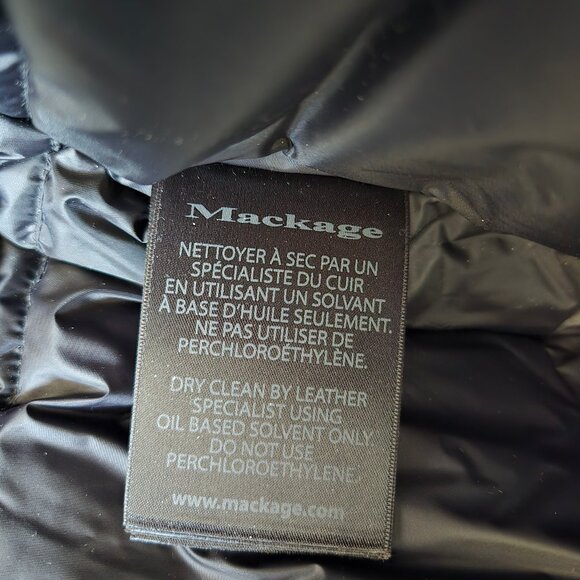 Mackage
NETTOYER À SEC PAR UN
SPÉCIALISTE DU CUIR
EN UTILISANT UN SOLVANT
À BASE D'HUILE SEULEMENT.
NE PAS UTILISER DE
PERCHLOROÉTHYLÈNE.
DRY CLEAN BY LEATHER
SPECIALIST USING
OIL BASED SOLVENT ONLY.
DO NOT USE
PERCHLOROETHYLENE.
www.mackage.com